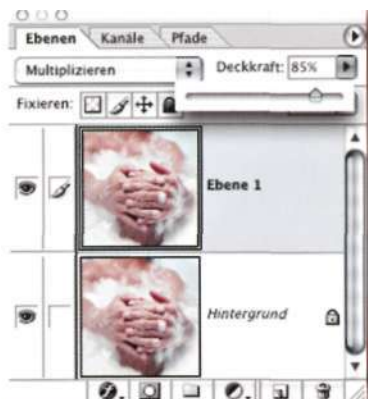 Ebenen Kanäle Pfade
Multiplizieren Deckkraft: 85%
Fixieren:
Ebene 1
Hintergrund